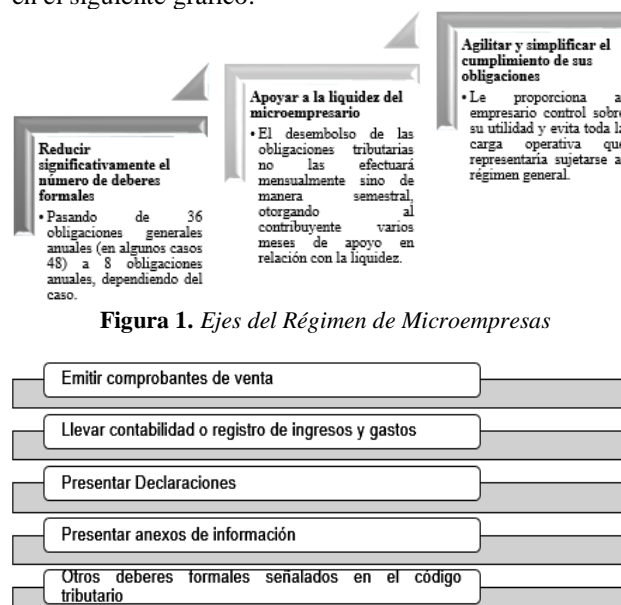 en el siguiente gráfico:
Reducir
significativamente el
número de deberes
formales
• Pasando de 36
obligaciones generales
anuales (en algunos casos
48) a 8 obligaciones
anuales, dependiendo del
caso.
Apoyar a la liquidez del
microempresario
• El desembolso de las
obligaciones tributarias
no las efectuará
mensualmente sino de
manera semestral,
otorgando al
contribuyente varios
meses de apoyo en
relación con la liquidez.
Agilitar y simplificar el
cumplimiento de sus
obligaciones
• Le proporciona
empresario control sobre
su utilidad y evita toda la
carga operativa que
representaría sujetarse
régimen general.
Figura 1. Ejes del Régimen de Microempresas
Emitir comprobantes de venta
Llevar contabilidad o registro de ingresos y gastos
Presentar Declaraciones
Presentar anexos de información
Otros deberes formales señalados en el código
tributario